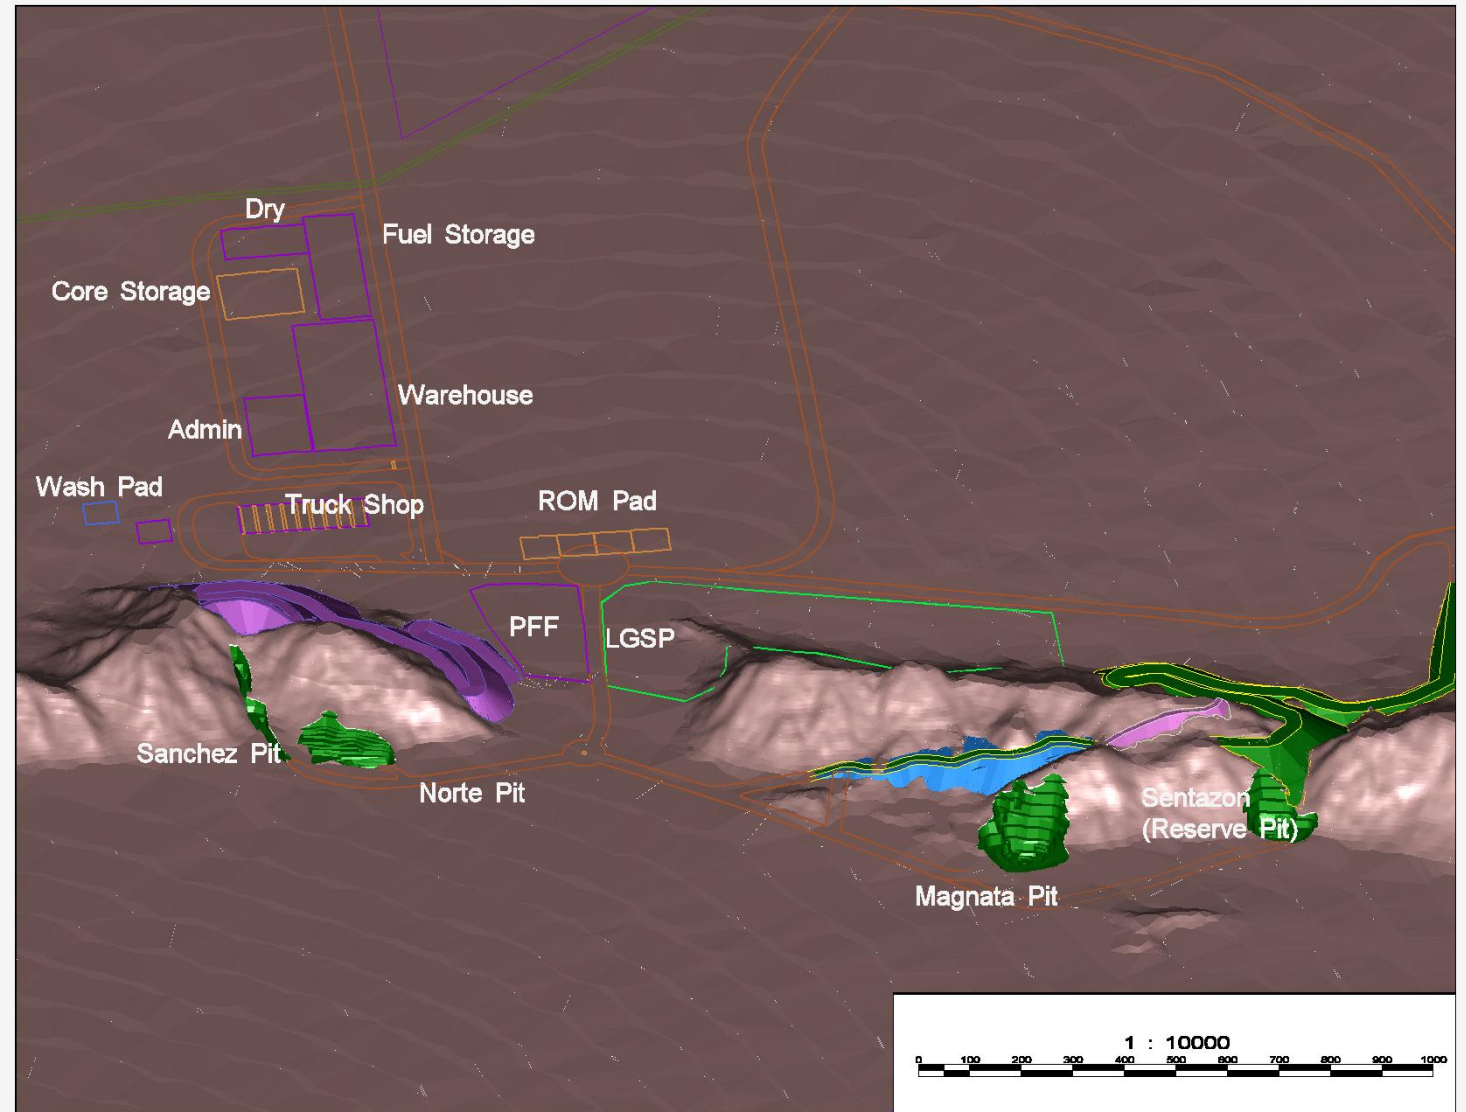 Dry
Fuel Storage
Core Storage
Warehouse
Admin
Wash Pad
Truck Shop
ROM Pad
PFF
LGSP
Sanchez Pit
Norte Pit
Sentazon
(Reserve Pit)
Magnata Pit
1 : 10000
0 100 200 300 400 500 600 700 800 900 1000